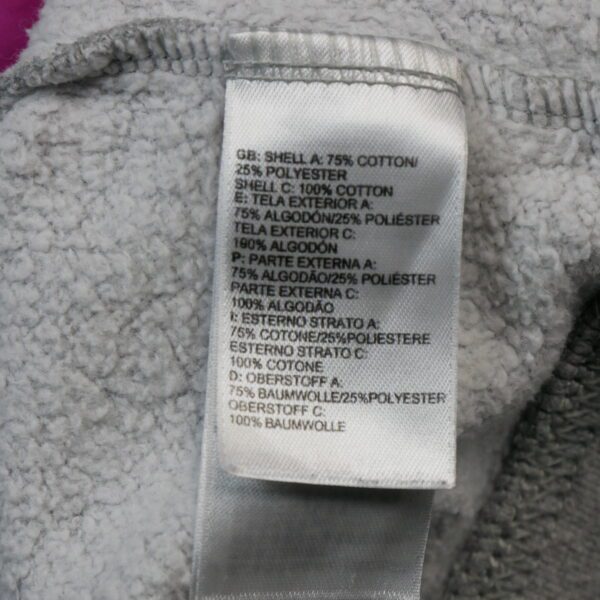 GB: SHELL A: 75% COTTON/
25% POLYESTER
SHELL C: 100% COTTON
E: TELA EXTERIOR A:
75% ALGODÓN/25% POLIÉSTER
TELA EXTERIOR C:
100% ALGODÓN
P: PARTE EXTERNA A:
75% ALGODÃO/25% POLIÉSTER
PARTE EXTERNA C:
100% ALGODÃO
I: ESTERNO STRATO A:
75% COTONE/25%POLIESTERE
ESTERNO STRATO C:
100% COTONE
D: OBERSTOFF A:
75% BAUMWOLLE/25%POLYESTER
OBERSTOFF C:
100% BAUMWOLLE